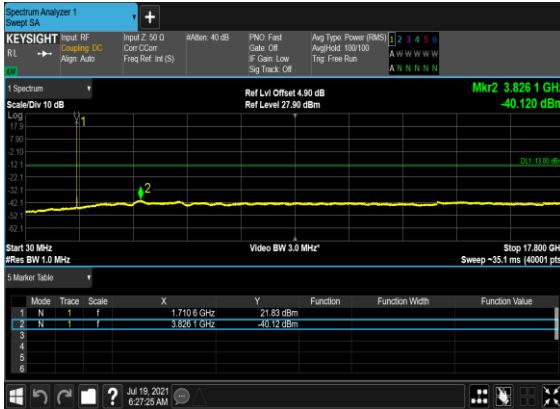 Spectrum Analyzer 1
Swept SA
+
KEYSIGHT
RL
Input: RF
Coupling: DC
Align: Auto
Input Z: 50 Ω
Corr CCorr
Freq Ref: Int (S)
#Atten: 40 dB
PNO: Fast
Gate: Off
IF Gain: Low
Sig Track: Off
Avg Type: Power (RMS)
Avg|Hold: 100/100
Trig: Free Run
1 2 3 4 5 6
A W W W W W
A N N N N N
1 Spectrum
Scale/Div 10 dB
Ref Lvl Offset 4.90 dB
Ref Level 27.90 dBm
Mkr2 3.826 1 GHz
-40.120 dBm
Log
17.9
7.90
-2.10
-12.1
-22.1
-32.1
-42.1
-52.1
-62.1
1
2
DL1 -13.00 dBm
Start 30 MHz
#Res BW 1.0 MHz
Video BW 3.0 MHz*
Stop 17.800 GH
Sweep ~35.1 ms (40001 pts
5 Marker Table
Mode Trace Scale X Y Function Function Width Function Value
1 N 1 f 1.710 6 GHz 21.83 dBm
2 N 1 f 3.826 1 GHz -40.12 dBm
3
4
5
6
?
Jul 19, 2021
6:27:25 AM